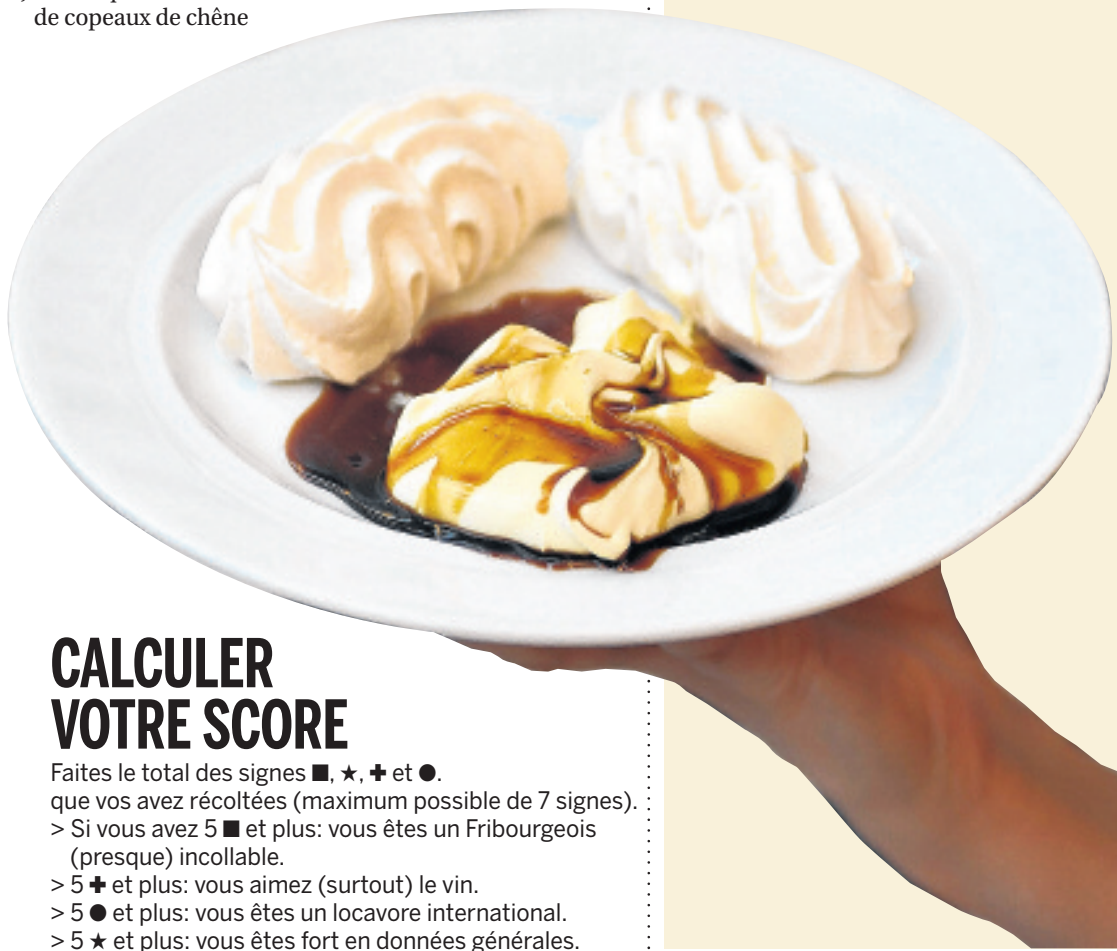 de copeaux de chêne
CALCULER
VOTRE SCORE
Faites le total des signes ■, ★, ✚ et ●.
que vos avez récoltées (maximum possible de 7 signes).
> Si vous avez 5 ■ et plus: vous êtes un Fribourgeois
(presque) incollable.
> 5 ✚ et plus: vous aimez (surtout) le vin.
> 5 ● et plus: vous êtes un locavore international.
> 5 ★ et plus: vous êtes fort en données générales.